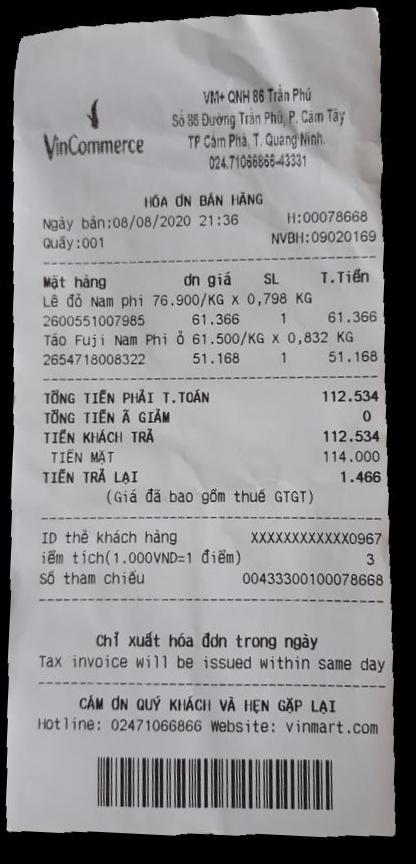 VinCommerce
VM+ QNH 86 Trần Phú
Số 86 Đường Trần Phú, P. Cẩm Tây
TP Cẩm Phả, T. Quảng Ninh.
024.71066866-43331
HÓA ƠN BÁN HÀNG
Ngày bán:08/08/2020 21:36 H:00078668
Quầy:001 NVBH:09020169
Mặt hàng ơn giá SL T.Tiền
Lê đỏ Nam phi 76.900/KG X 0,798 KG
2600551007985 61.366 1 61.366
Táo Fuji Nam Phi ỏ 61.500/KG X 0,832 KG
2654718008322 51.168 1 51.168
TỔNG TIỀN PHẢI T.TOÁN 112.534
TỔNG TIỀN Ã GIẢM 0
TIỀN KHÁCH TRẢ 112.534
TIỀN MẶT 114.000
TIỀN TRẢ LẠI 1.466
(Giá đã bao gồm thuế GTGT)
ID thẻ khách hàng XXXXXXXXXXXX0967
iểm tích(1.000VND=1 điểm) 3
Số tham chiếu 00433300100078668
Chỉ xuất hóa đơn trong ngày
Tax invoice will be issued within same day
CẢM ƠN QUÝ KHÁCH VÀ HẸN GẶP LẠI
Hotline: 02471066866 Website: vinmart.com